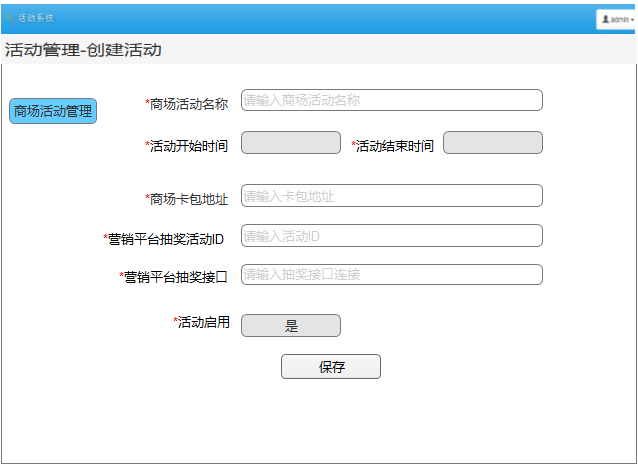 活动系统
admin
活动管理-创建活动
商场活动管理
*商场活动名称 请输入商场活动名称
*活动开始时间 *活动结束时间
*商场卡包地址 请输入卡包地址
*营销平台抽奖活动ID 请输入活动ID
*营销平台抽奖接口 请输入抽奖接口连接
*活动启用 是
保存